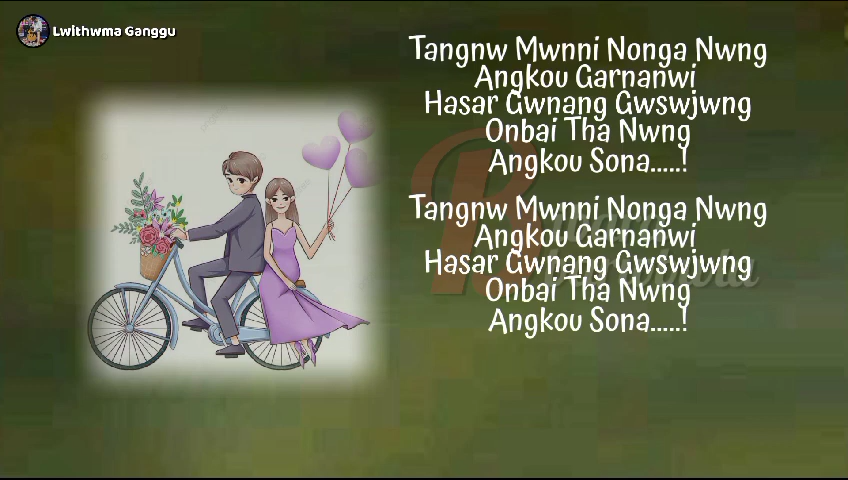 Lwithwma Ganggu
Tangnw Mwnni Nonga Nwng
Angkou Garnanwi
Hasar Gwnang Gwswjwng
Onbai Tha Nwng
Angkou Sona.....!
Tangnw Mwnni Nonga Nwng
Angkou Garnanwi
Hasar Gwnang Gwswjwng
Onbai Tha Nwng
Angkou Sona.....!